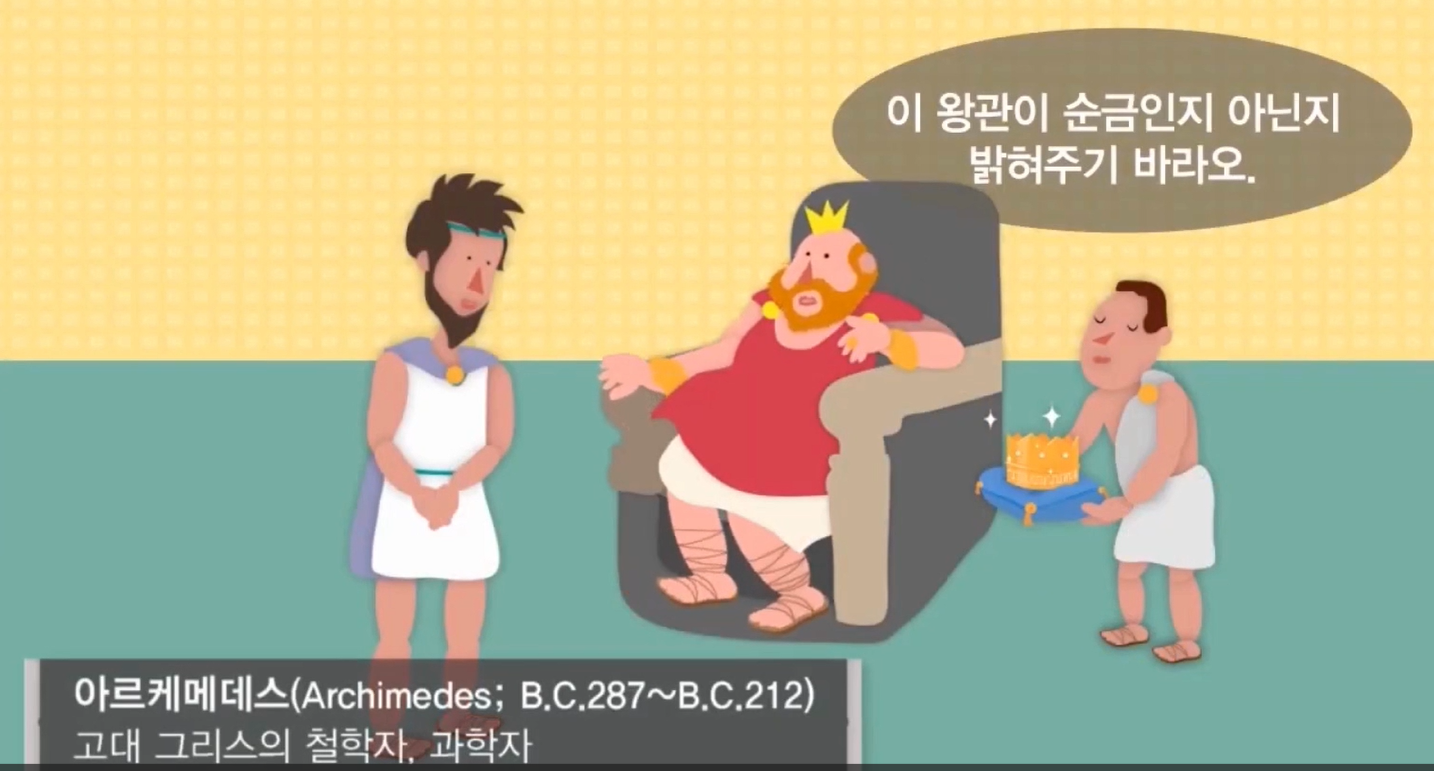 이 왕관이 순금인지 아닌지
밝혀주기 바라오.
아르케메데스(Archimedes; B.C.287~B.C.212)
고대 그리스의 철학자, 과학자